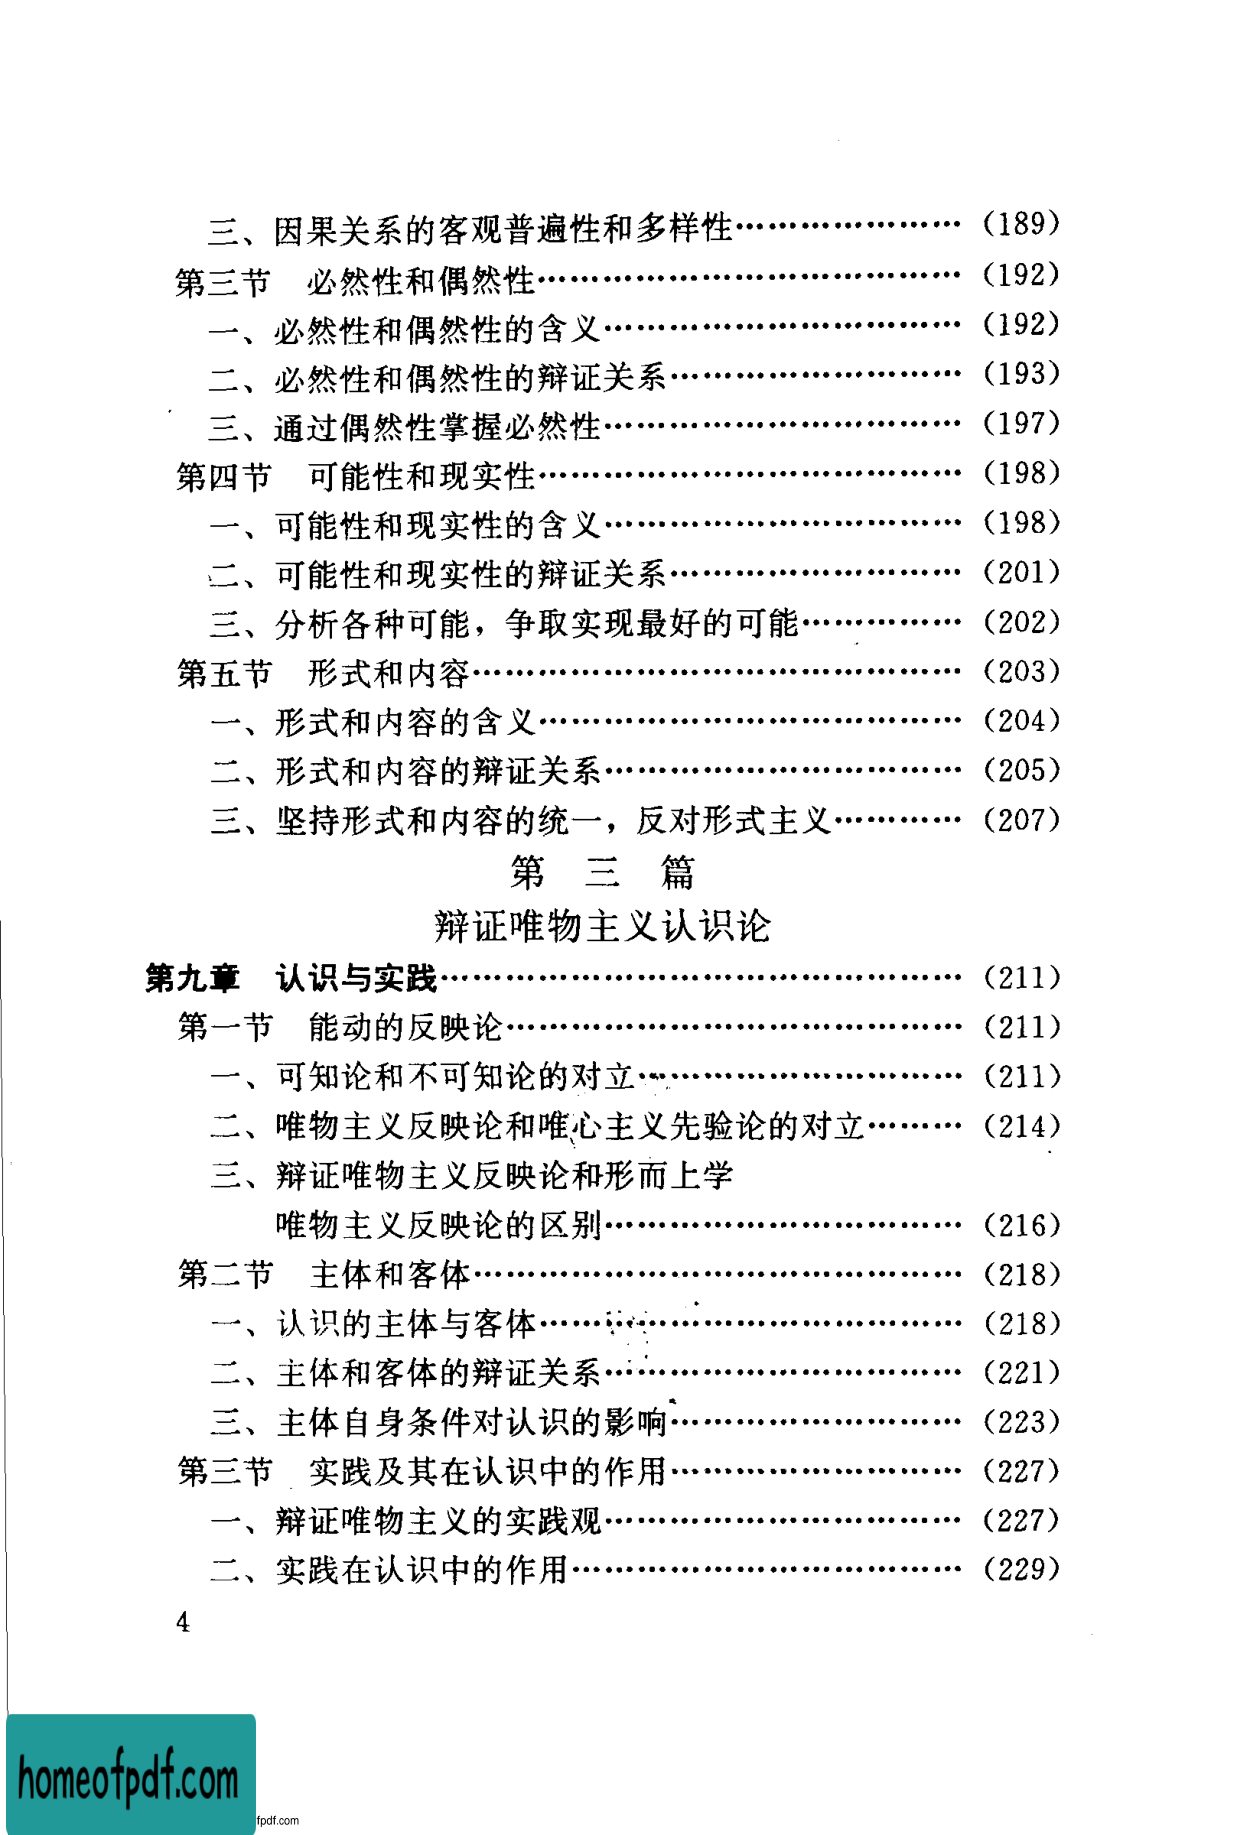 三、因果关系的客观普遍性和多样性…………………（189）
第三节　必然性和偶然性……………………………………（192）
一、必然性和偶然性的含义………………………………（192）
二、必然性和偶然性的辩证关系…………………………（193）
三、通过偶然性掌握必然性………………………………（197）
第四节　可能性和现实性……………………………………（198）
一、可能性和现实性的含义………………………………（198）
二、可能性和现实性的辩证关系…………………………（201）
三、分析各种可能，争取实现最好的可能……………（202）
第五节　形式和内容…………………………………………（203）
一、形式和内容的含义……………………………………（204）
二、形式和内容的辩证关系………………………………（205）
三、坚持形式和内容的统一，反对形式主义…………（207）
第　三　篇
辩证唯物主义认识论
第九章　认识与实践……………………………………………（211）
第一节　能动的反映论………………………………………（211）
一、可知论和不可知论的对立……………………………（211）
二、唯物主义反映论和唯心主义先验论的对立………（214）
三、辩证唯物主义反映论和形而上学
唯物主义反映论的区别………………………………（216）
第二节　主体和客体…………………………………………（218）
一、认识的主体与客体……………………………………（218）
二、主体和客体的辩证关系………………………………（221）
三、主体自身条件对认识的影响…………………………（223）
第三节　实践及其在认识中的作用…………………………（227）
一、辩证唯物主义的实践观………………………………（227）
二、实践在认识中的作用…………………………………（229）
4
homeofpdf.com
fpdf.com